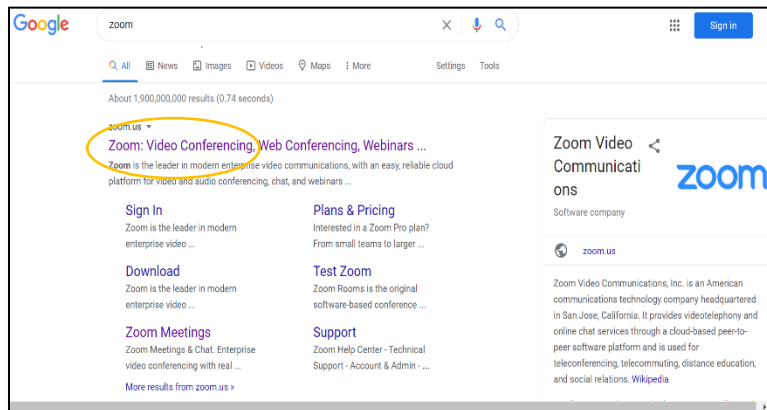 Google
zoom
Sign in
All News Images Videos Maps More Settings Tools
About 1,900,000,000 results (0.74 seconds)
zoom.us
Zoom: Video Conferencing, Web Conferencing, Webinars ...
Zoom is the leader in modern enterprise video communications, with an easy, reliable cloud
platform for video and audio conferencing, chat, and webinars ...
Sign In
Zoom is the leader in modern
enterprise video ...
Plans & Pricing
Interested in a Zoom Pro plan?
From small teams to larger ...
Download
Zoom is the leader in modern
enterprise video ...
Test Zoom
Zoom Rooms is the original
software-based conference ...
Zoom Meetings
Zoom Meetings & Chat. Enterprise
video conferencing with real ...
Support
Zoom Help Center - Technical
Support - Account & Admin - ...
More results from zoom.us »
Zoom Video
Communicati
ons
zoom
Software company
zoom.us
Zoom Video Communications, Inc. is an American
communications technology company headquartered
in San Jose, California. It provides videotelephony and
online chat services through a cloud-based peer-to-
peer software platform and is used for
teleconferencing, telecommuting, distance education,
and social relations. Wikipedia